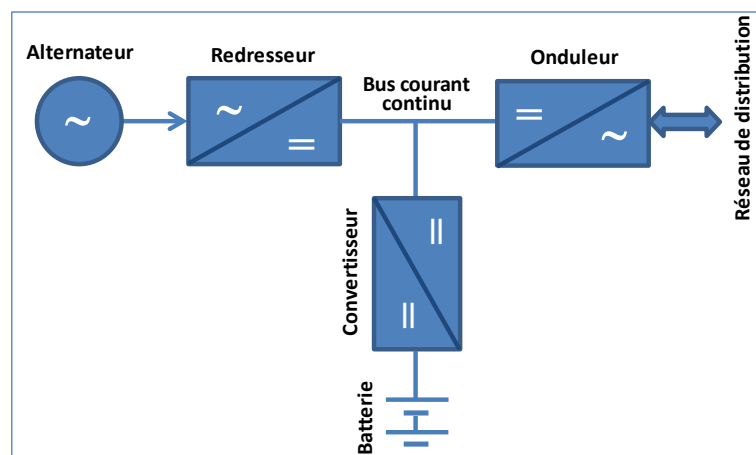 Alternateur
Redresseur
Bus courant
continu
Onduleur
Réseau de distribution
Convertisseur
Batterie